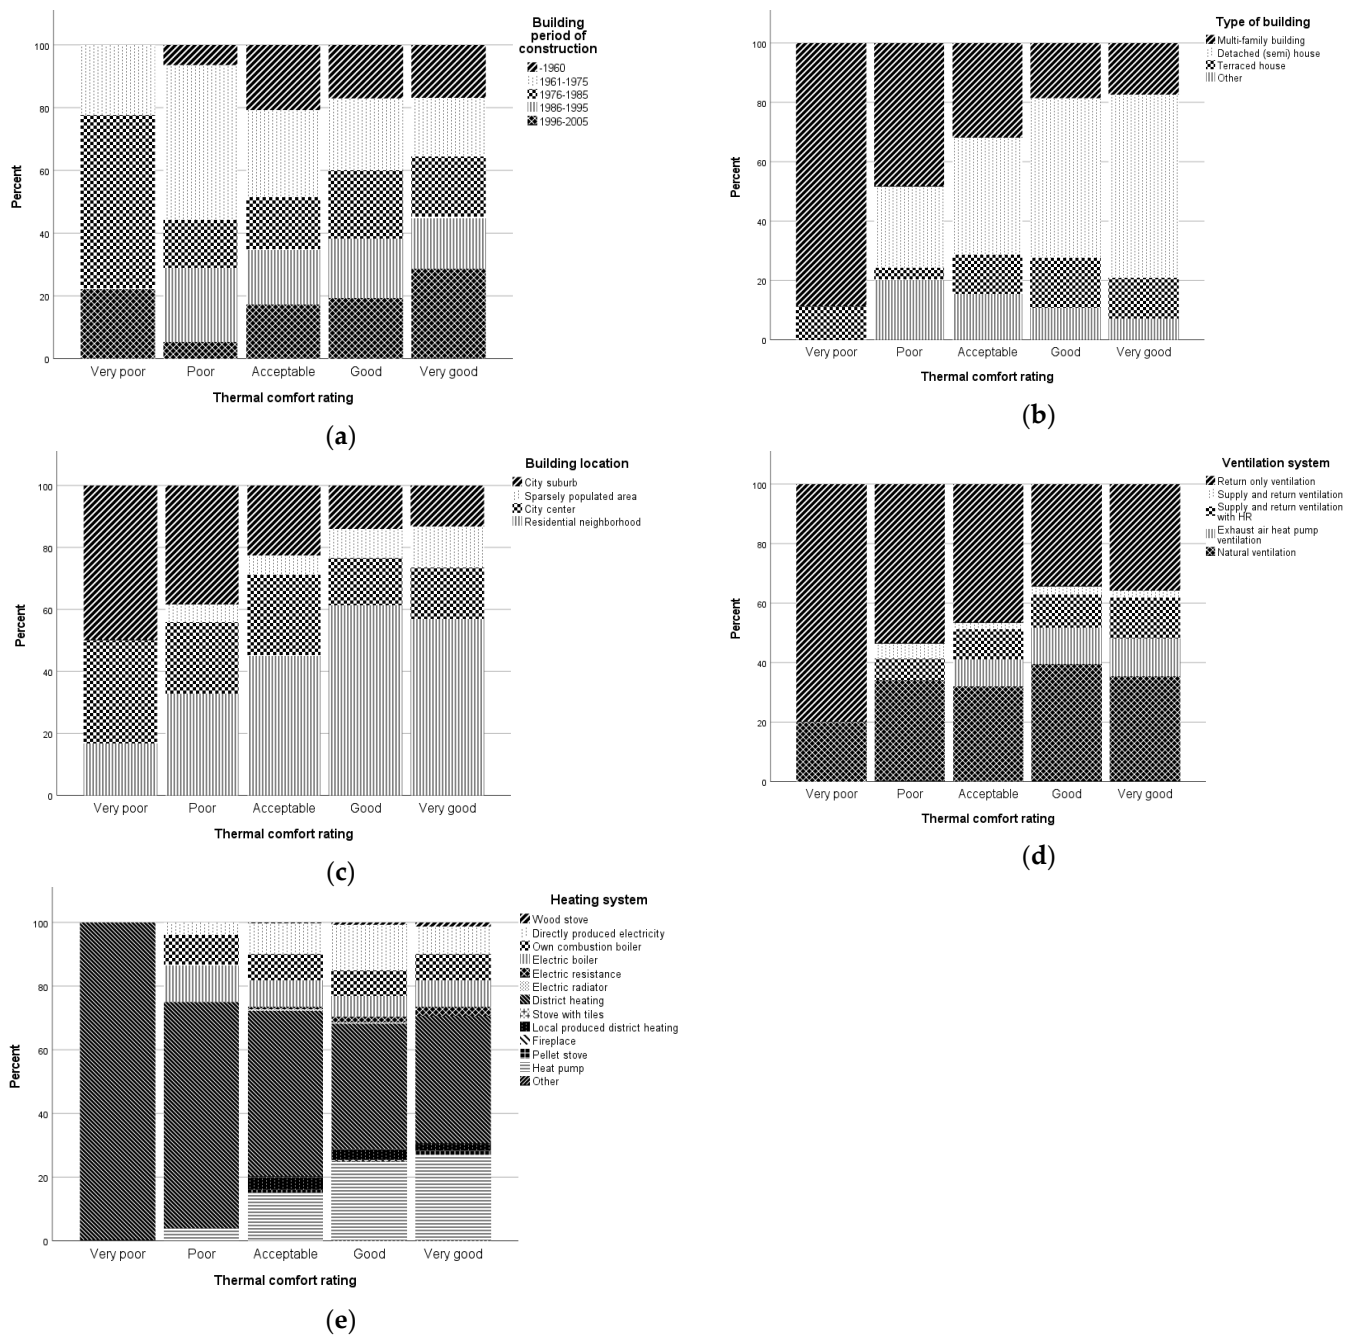 Building
period of
construction
-1960
1961-1975
1976-1985
1986-1995
1996-2005
100
80
60
40
20
0
Percent
Very poor Poor Acceptable Good Very good
Thermal comfort rating
(a)
Type of building
Multi-family building
Detached (semi) house
Terraced house
Other
100
80
60
40
20
0
Percent
Very poor Poor Acceptable Good Very good
Thermal comfort rating
(b)
Building location
City suburb
Sparsely populated area
City center
Residential neighborhood
100
80
60
40
20
0
Percent
Very poor Poor Acceptable Good Very good
Thermal comfort rating
(c)
Ventilation system
Return only ventilation
Supply and return ventilation
Supply and return ventilation
with HR
Exhaust air heat pump
ventilation
Natural ventilation
100
80
60
40
20
0
Percent
Very poor Poor Acceptable Good Very good
Thermal comfort rating
(d)
Heating system
Wood stove
Directly produced electricity
Own combustion boiler
Electric boiler
Electric resistance
Electric radiator
District heating
Stove with tiles
Local produced district heating
Fireplace
Pellet stove
Heat pump
Other
100
80
60
40
20
0
Percent
Very poor Poor Acceptable Good Very good
Thermal comfort rating
(e)